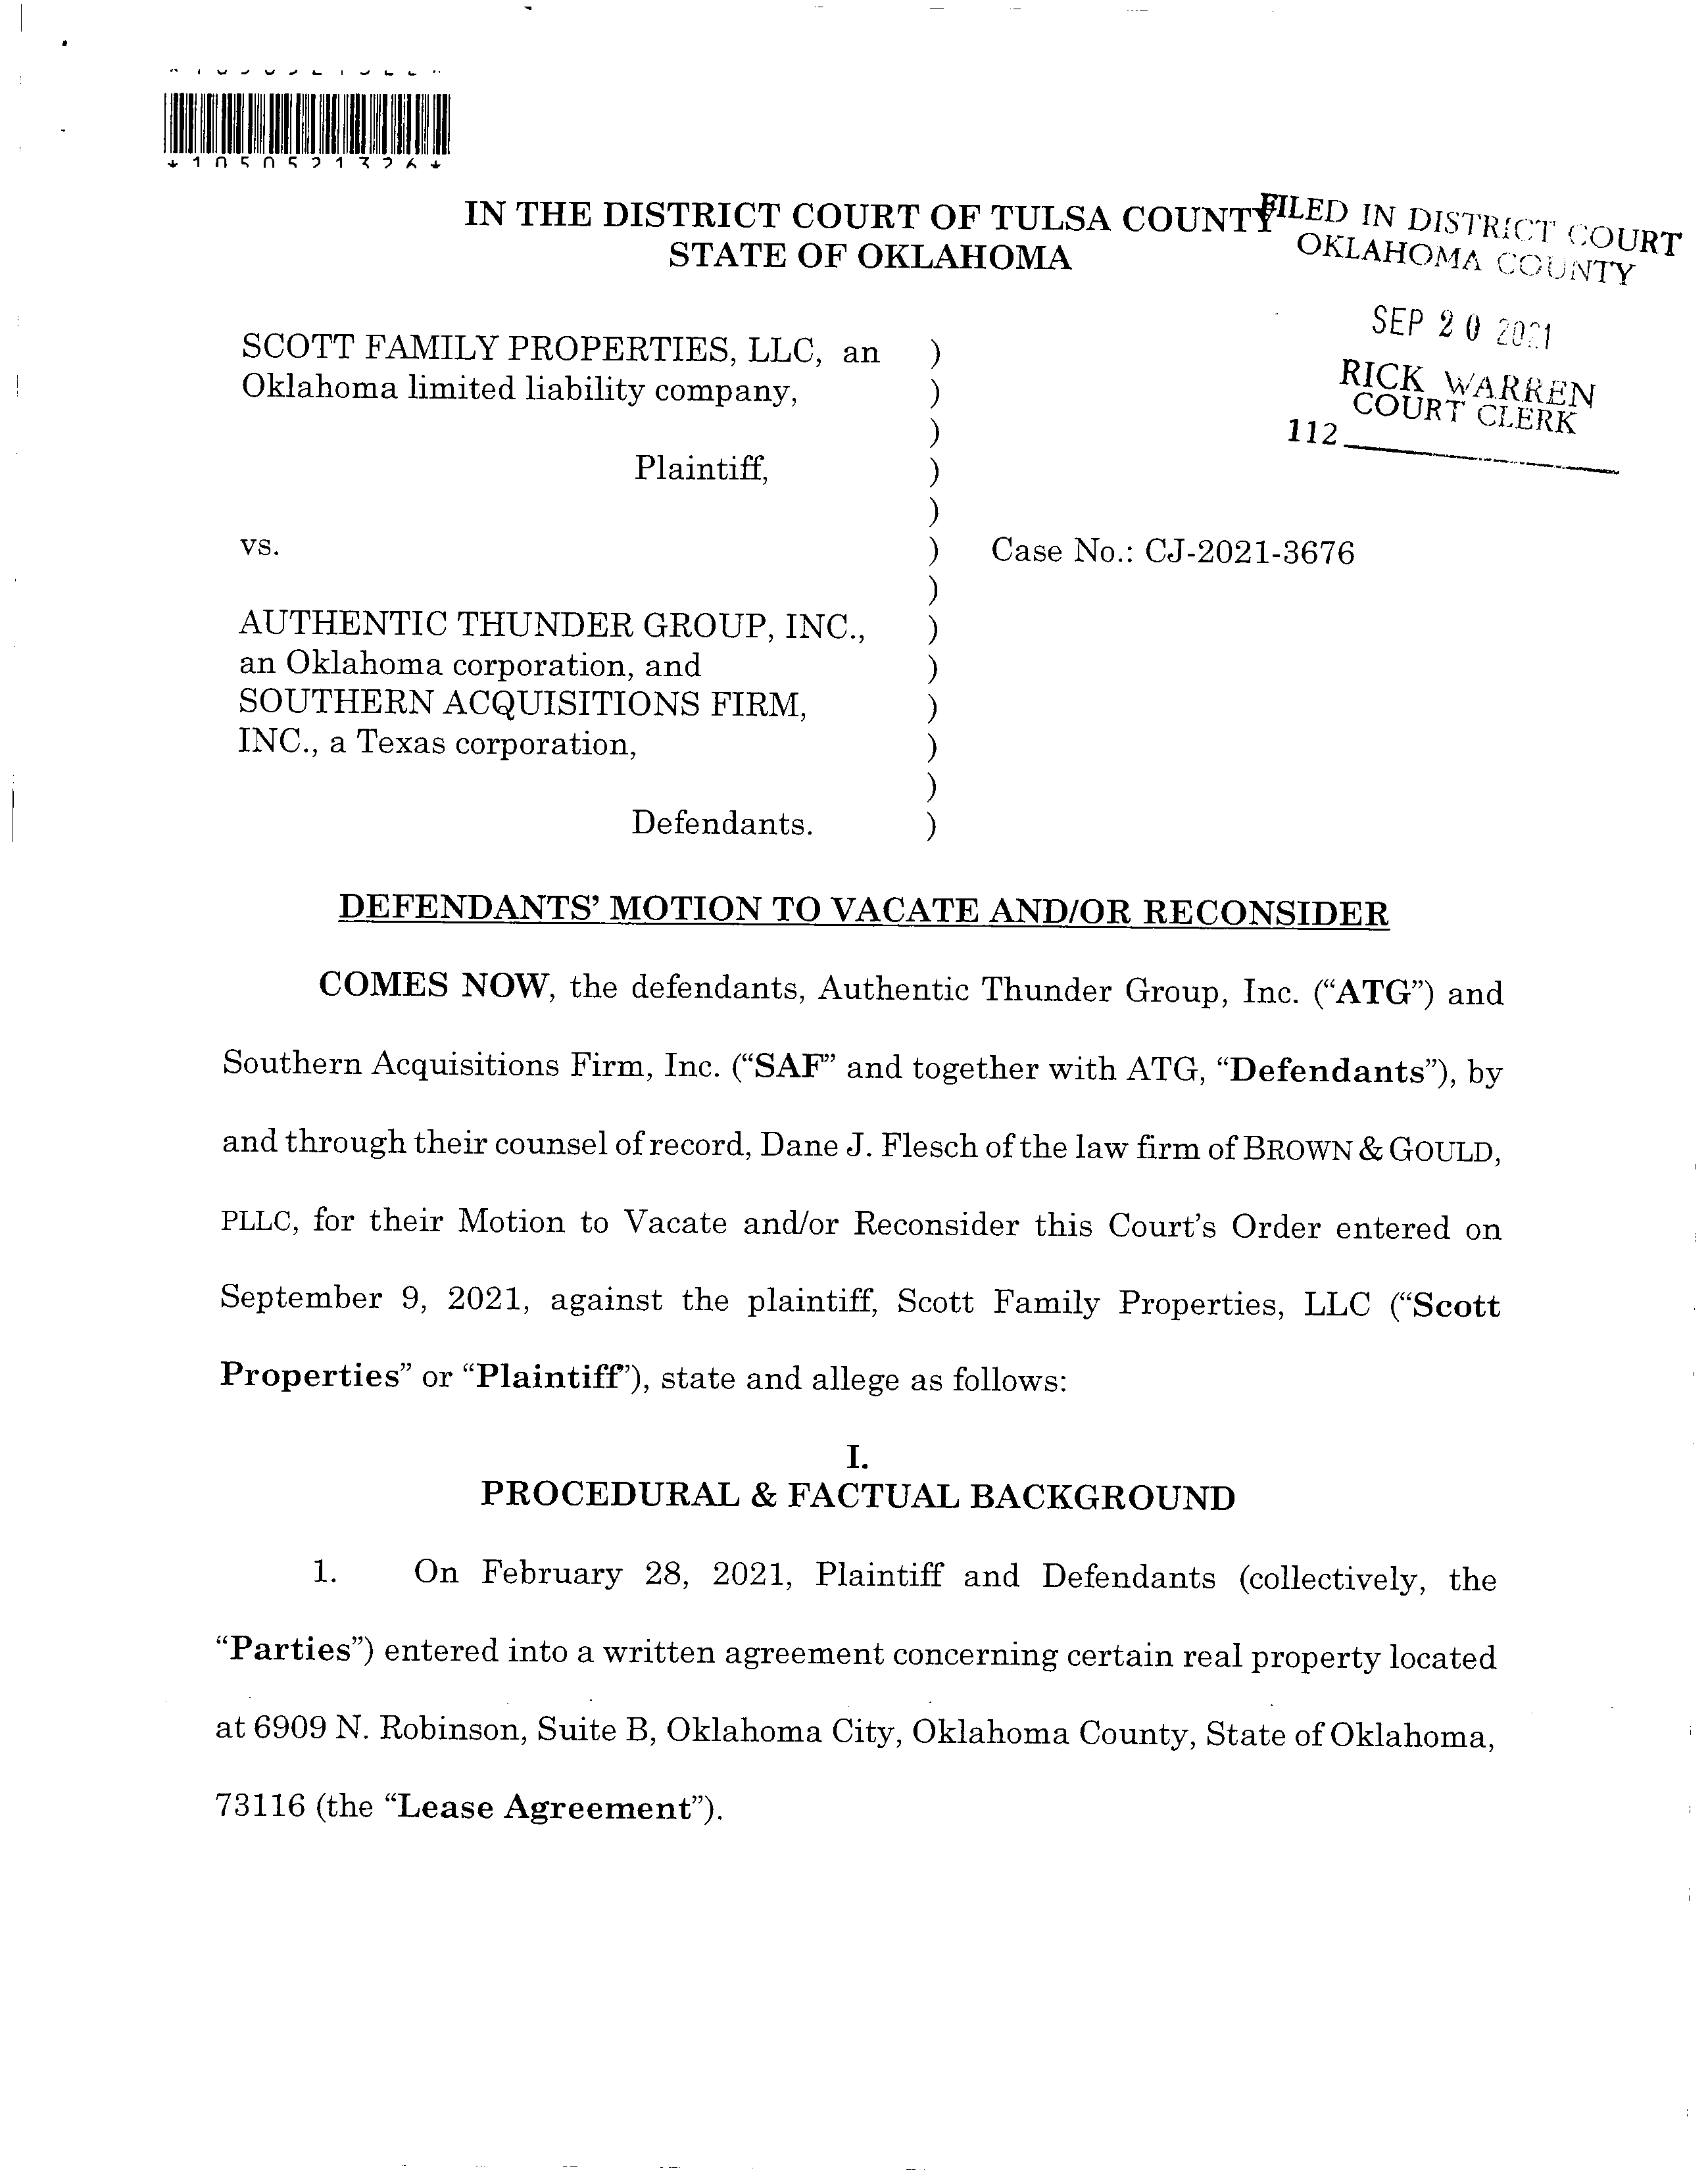 *1050521326*
IN THE DISTRICT COURT OF TULSA COUNTY
STATE OF OKLAHOMA
FILED IN DISTRICT COURT
OKLAHOMA COUNTY
SEP 20 2021
RICK WARREN
COURT CLERK
112
SCOTT FAMILY PROPERTIES, LLC, an )
Oklahoma limited liability company, )
)
Plaintiff, )
)
vs. ) Case No.: CJ-2021-3676
)
AUTHENTIC THUNDER GROUP, INC., )
an Oklahoma corporation, and )
SOUTHERN ACQUISITIONS FIRM, )
INC., a Texas corporation, )
)
Defendants. )
DEFENDANTS' MOTION TO VACATE AND/OR RECONSIDER
COMES NOW, the defendants, Authentic Thunder Group, Inc. (“ATG”) and
Southern Acquisitions Firm, Inc. (“SAF” and together with ATG, “Defendants”), by
and through their counsel of record, Dane J. Flesch of the law firm of BROWN & GOULD,
PLLC, for their Motion to Vacate and/or Reconsider this Court's Order entered on
September 9, 2021, against the plaintiff, Scott Family Properties, LLC (“Scott
Properties” or “Plaintiff”), state and allege as follows:
I.
PROCEDURAL & FACTUAL BACKGROUND
1. On February 28, 2021, Plaintiff and Defendants (collectively, the
“Parties”) entered into a written agreement concerning certain real property located
at 6909 N. Robinson, Suite B, Oklahoma City, Oklahoma County, State of Oklahoma,
73116 (the “Lease Agreement”).